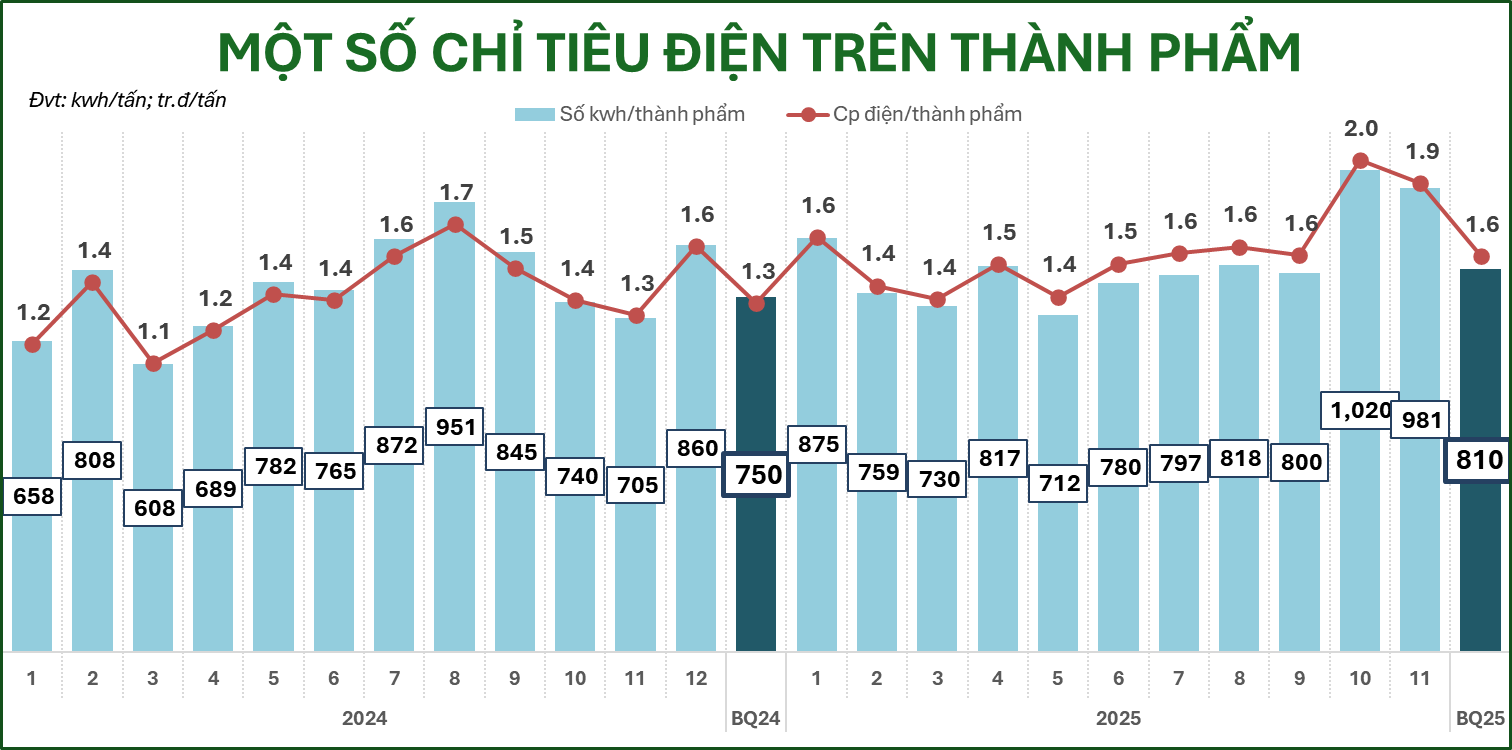 MỘT SỐ CHỈ TIÊU ĐIỆN TRÊN THÀNH PHẨM
Đvt: kwh/tấn; tr.đ/tấn
Số kwh/thành phẩm Cp điện/thành phẩm
1.2 1.4 1.1 1.2 1.4 1.4 1.6 1.7 1.5 1.4 1.3 1.6 1.3 1.6 1.4 1.4 1.5 1.4 1.5 1.6 1.6 1.6 2.0 1.9 1.6
658 808 608 689 782 765 872 951 845 740 705 860 750 875 759 730 817 712 780 797 818 800 1,020 981 810
1 2 3 4 5 6 7 8 9 10 11 12 1 2 3 4 5 6 7 8 9 10 11
2024 BQ24 2025 BQ25